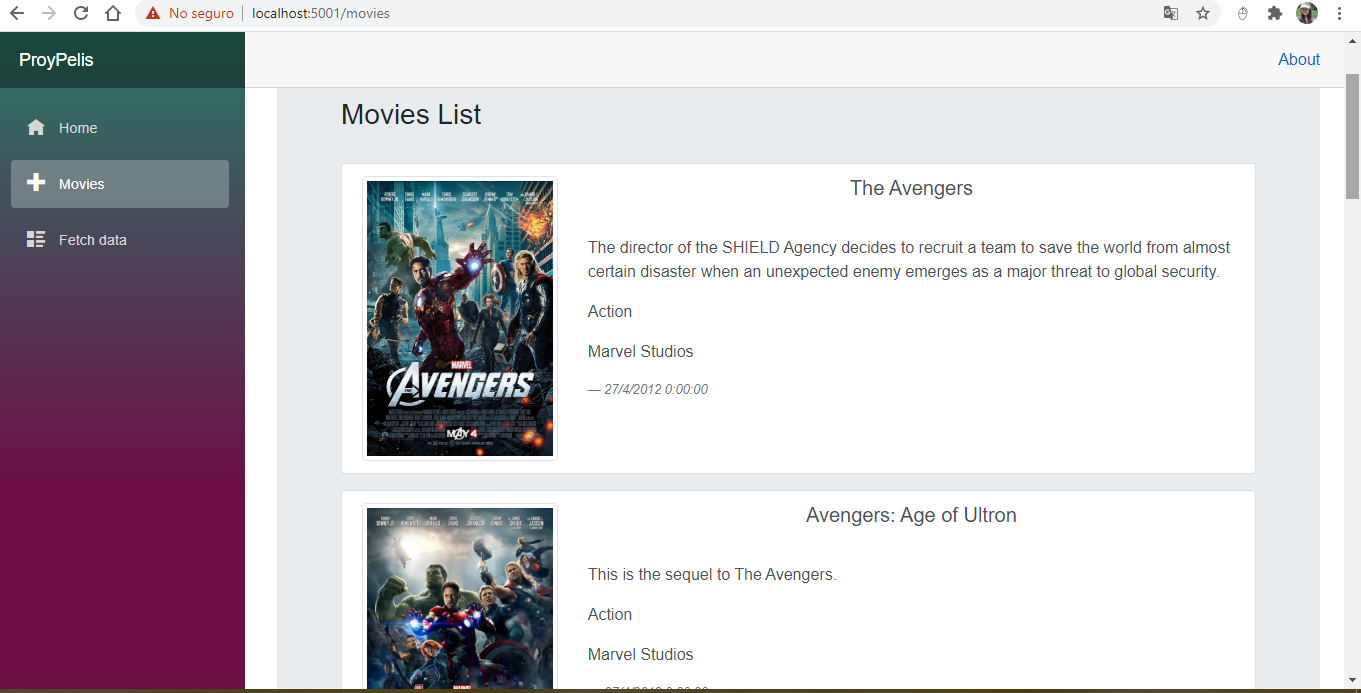 No seguro
localhost:5001/movies
ProyPelis
About
Home
Movies
Fetch data
Movies List
The Avengers
The director of the SHIELD Agency decides to recruit a team to save the world from almost
certain disaster when an unexpected enemy emerges as a major threat to global security.
Action
Marvel Studios
— 27/4/2012 0:00:00
MARVEL
AVENGERS
MAY 4
Avengers: Age of Ultron
This is the sequel to The Avengers.
Action
Marvel Studios